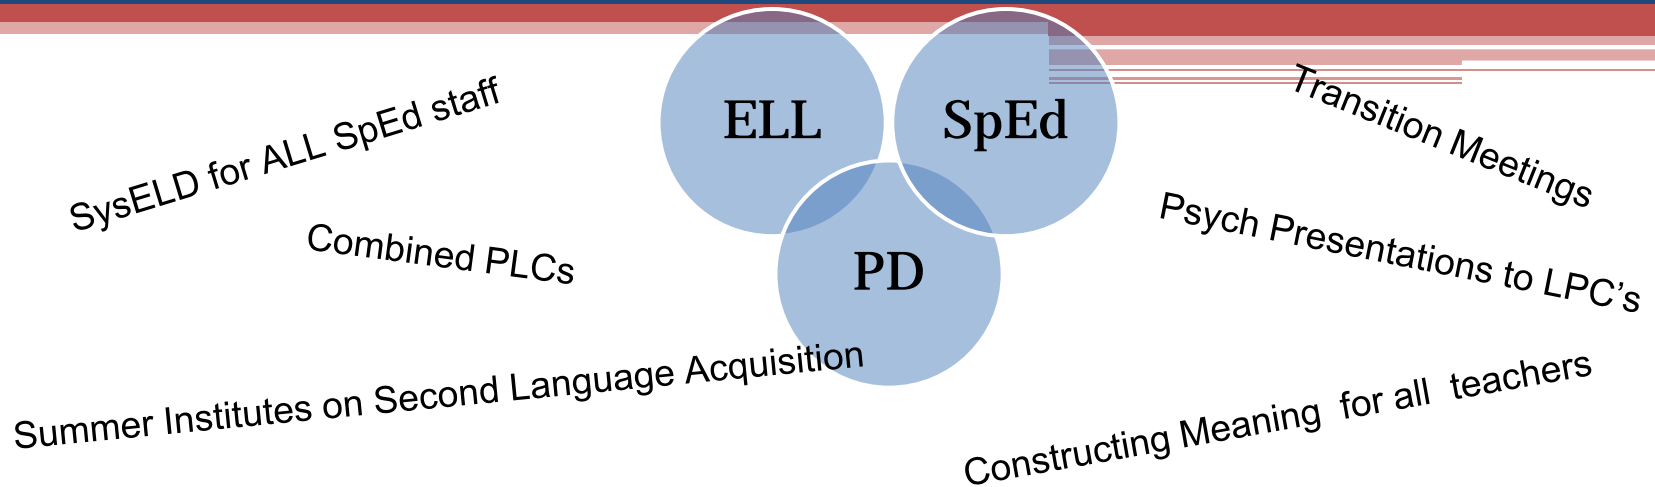 ELL
SpEd
PD
SysELD for ALL SpEd staff
Combined PLCs
Summer Institutes on Second Language Acquisition
Transition Meetings
Psych Presentations to LPC’s
Constructing Meaning  for all  teachers